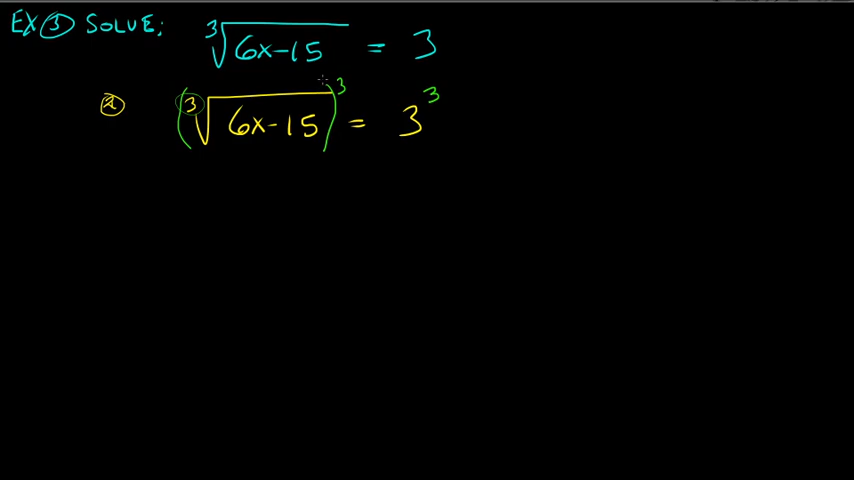 EX ③ SOLVE; ∛(6x-15) = 3
② (∛(6x-15))³ = 3³